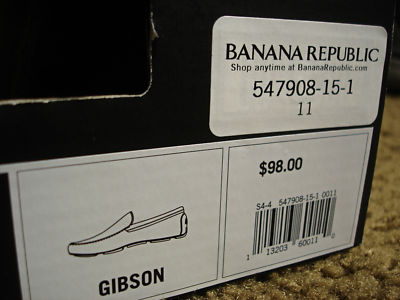 BANANA REPUBLIC
Shop anytime at BananaRepublic.com
547908-15-1
11
$98.00
S4-4 547908-15-1 0011
1 13203 60011 0
GIBSON